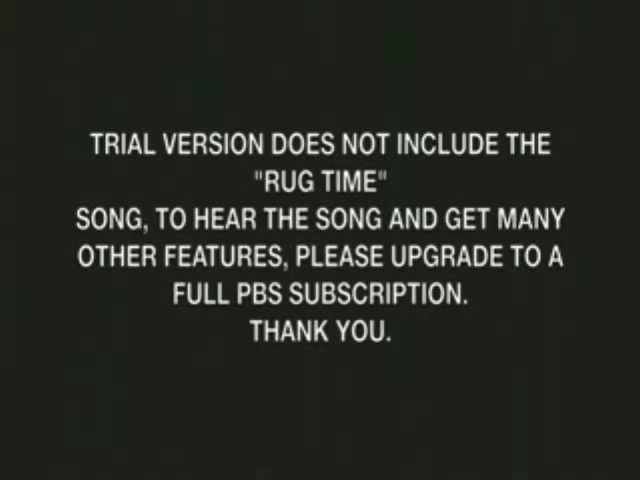 TRIAL VERSION DOES NOT INCLUDE THE
"RUG TIME"
SONG, TO HEAR THE SONG AND GET MANY
OTHER FEATURES, PLEASE UPGRADE TO A
FULL PBS SUBSCRIPTION.
THANK YOU.